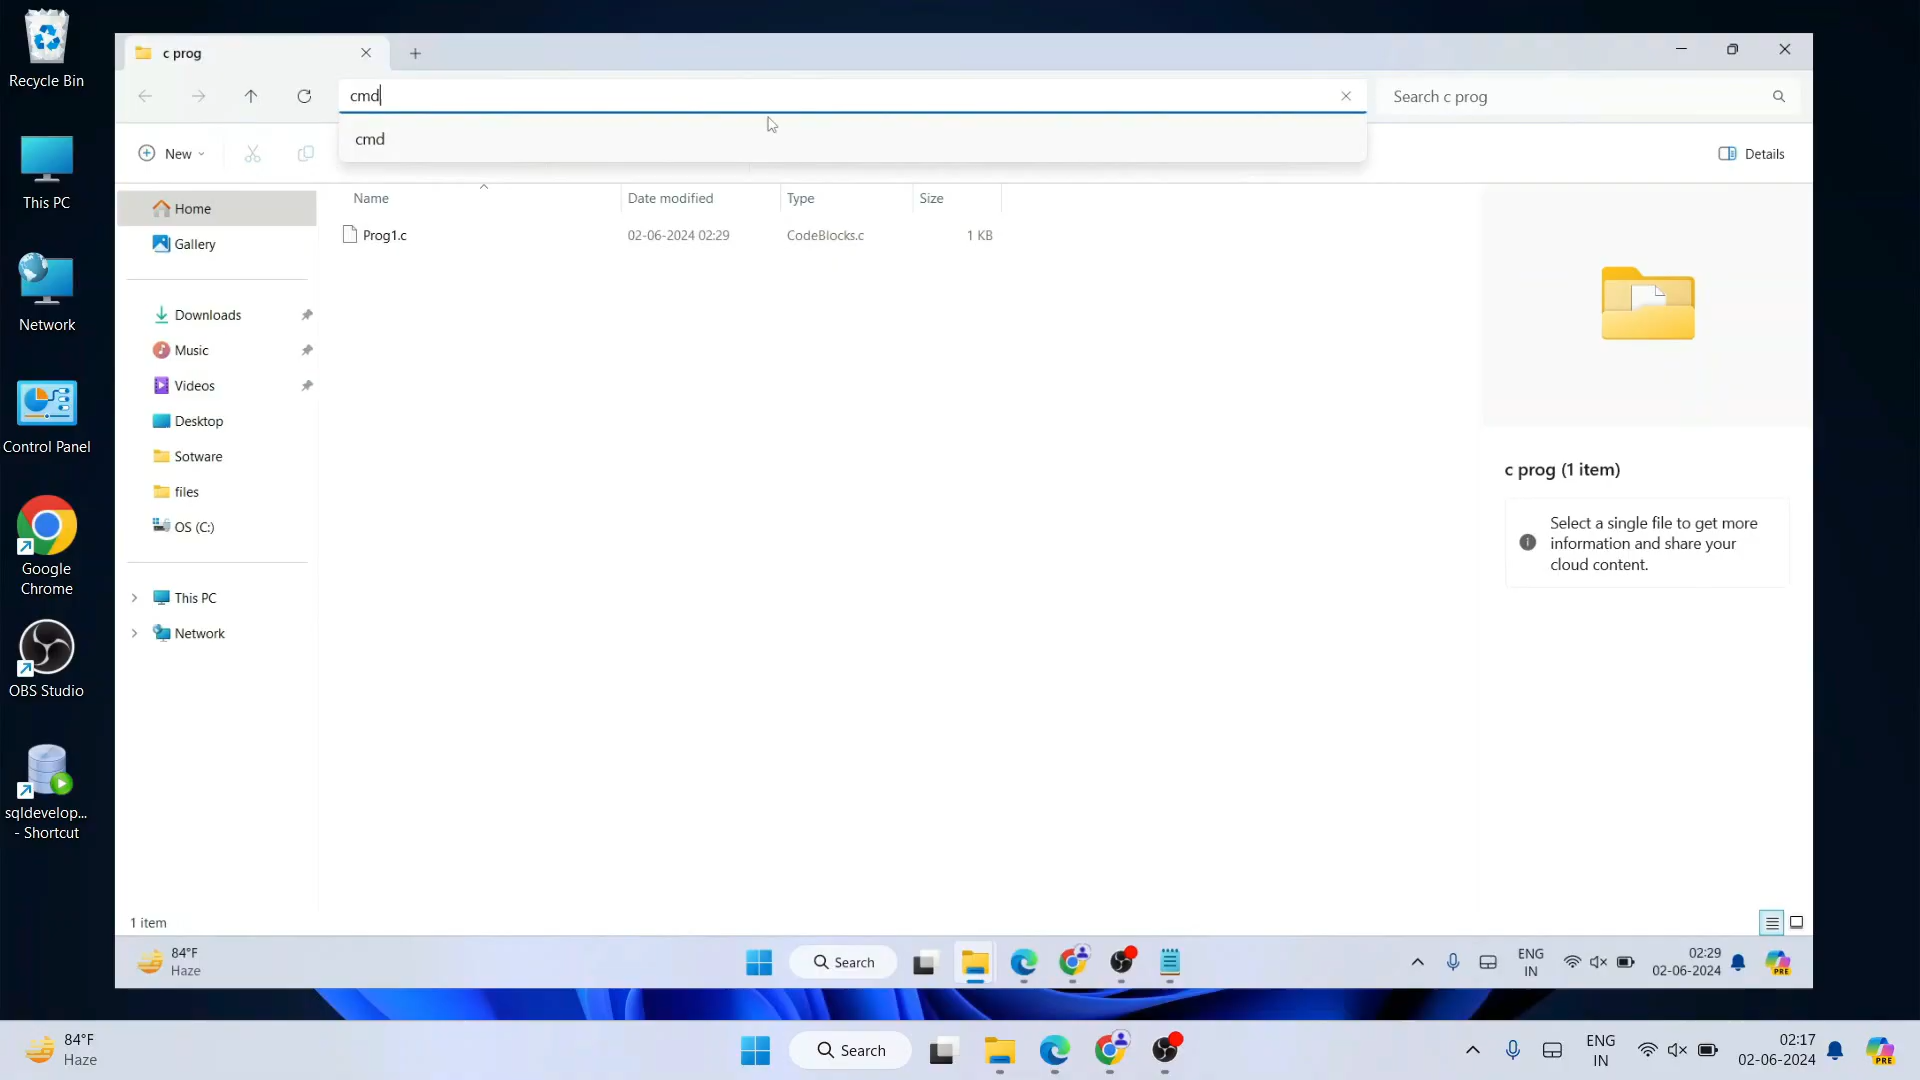 Recycle Bin
This PC
Network
Control Panel
Google
Chrome
OBS Studio
sqldevelop...
- Shortcut
c prog
cmd
Search c prog
cmd
New
Details
Name
Date modified
Type
Size
Prog1.c
02-06-2024 02:29
CodeBlocks.c
1 KB
Home
Gallery
Downloads
Music
Videos
Desktop
Sotware
files
OS (C:)
This PC
Network
c prog (1 item)
Select a single file to get more
information and share your
cloud content.
1 item
84°F
Haze
Search
ENG
IN
02:29
02-06-2024
PRE
84°F
Haze
Search
ENG
IN
02:17
02-06-2024
PRE